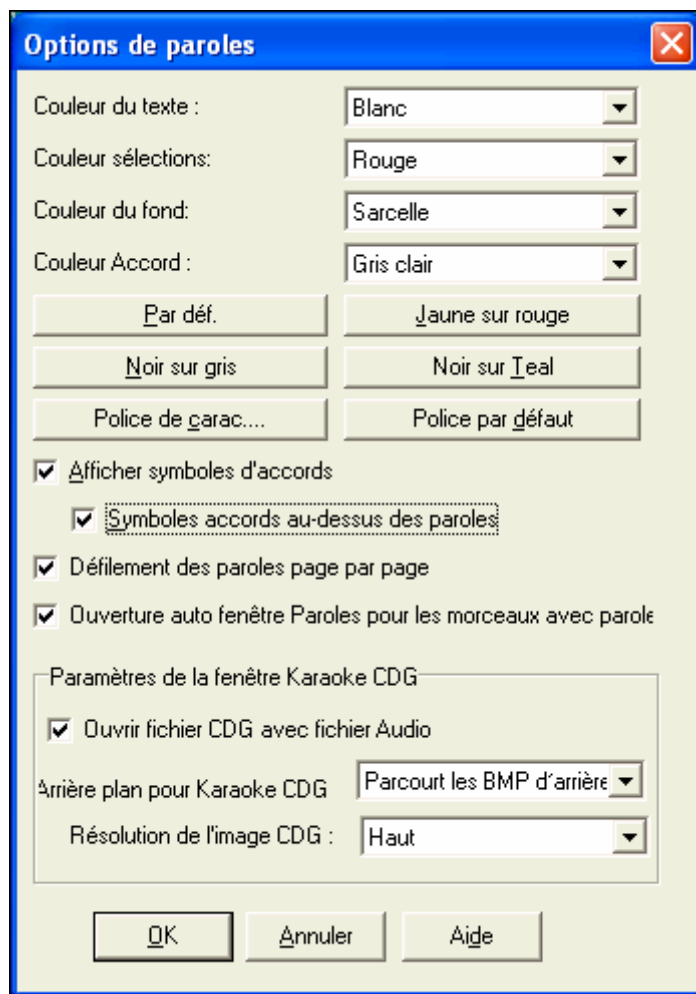 Options de paroles
Couleur du texte : Blanc
Couleur sélections: Rouge
Couleur du fond: Sarcelle
Couleur Accord : Gris clair
Par déf. Jaune sur rouge
Noir sur gris Noir sur Teal
Police de carac.... Police par défaut
Afficher symboles d'accords
Symboles accords au-dessus des paroles
Défilement des paroles page par page
Ouverture auto fenêtre Paroles pour les morceaux avec parole
Paramètres de la fenêtre Karaoke CDG
Ouvrir fichier CDG avec fichier Audio
Arrière plan pour Karaoke CDG Parcourt les BMP d´arrière
Résolution de l'image CDG : Haut
OK Annuler Aide